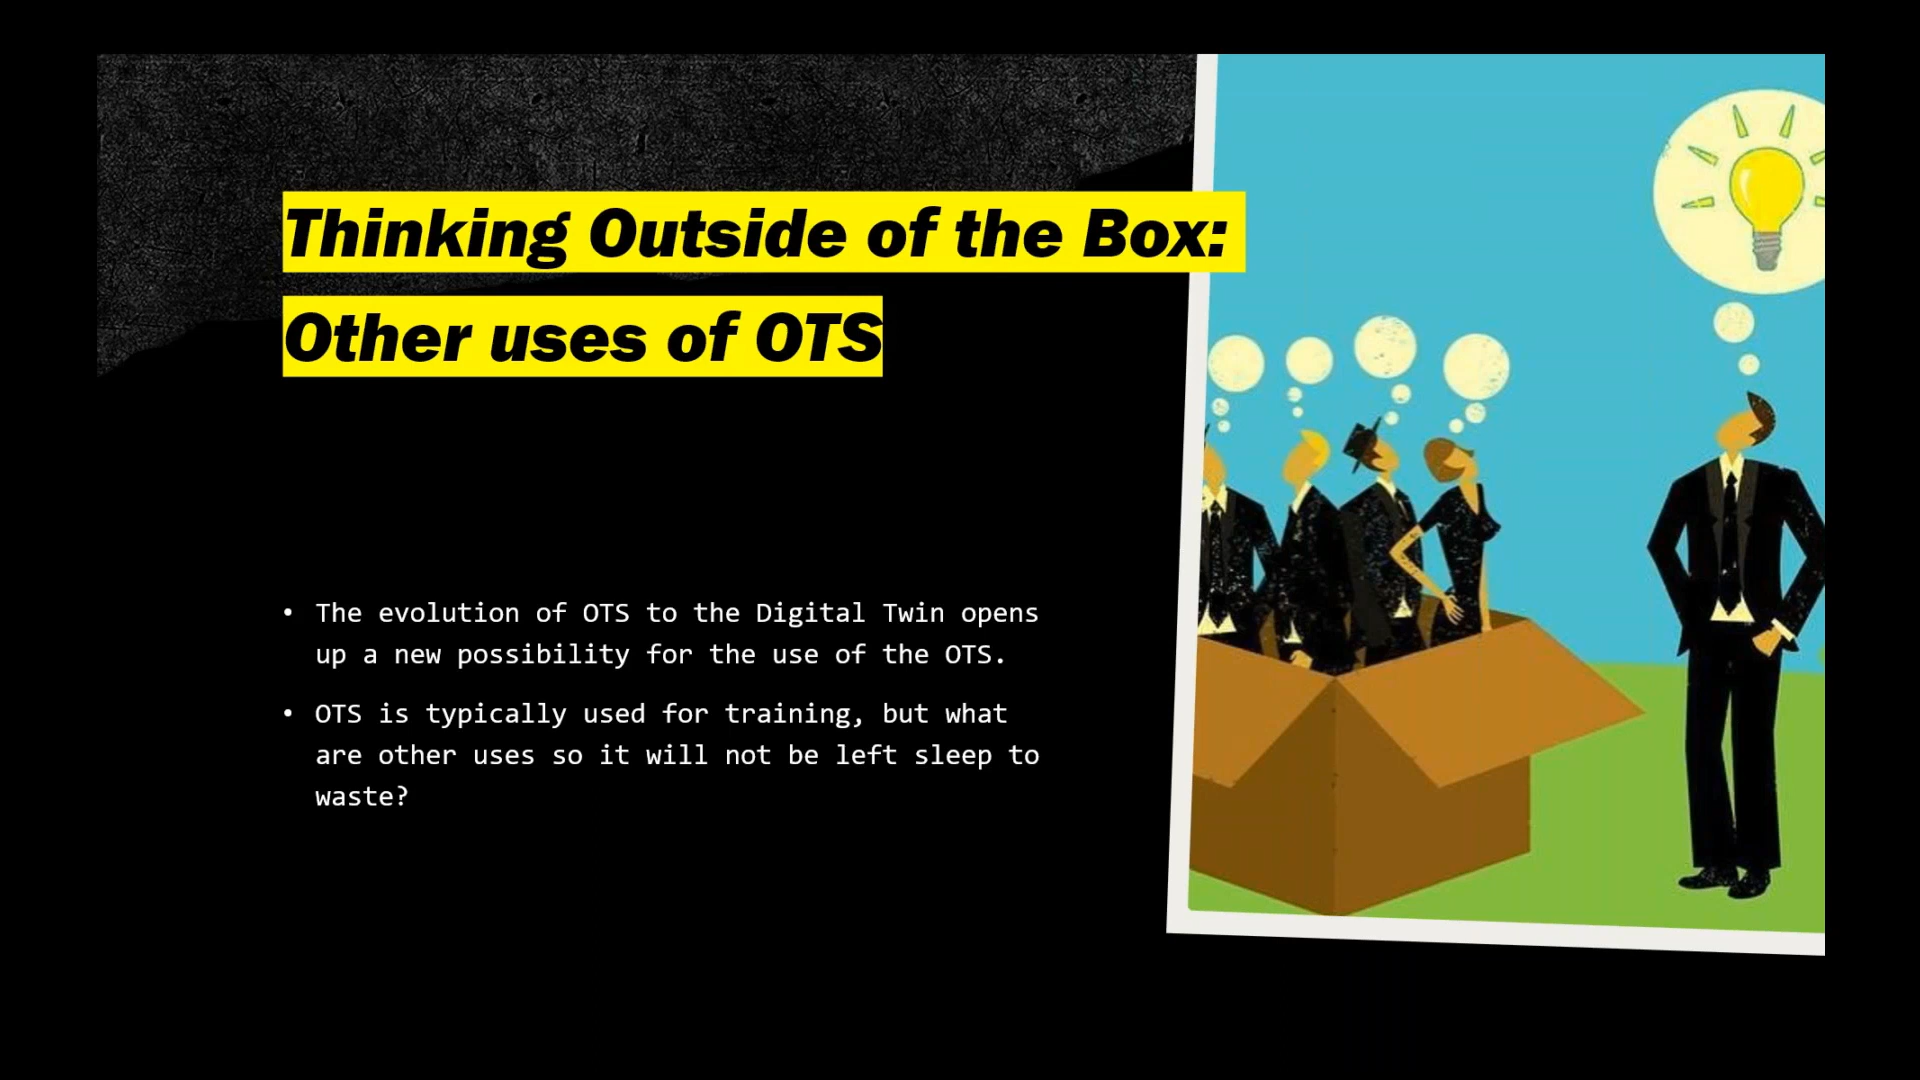 Thinking Outside of the Box:
Other uses of OTS
• The evolution of OTS to the Digital Twin opens
up a new possibility for the use of the OTS.
• OTS is typically used for training, but what
are other uses so it will not be left sleep to
waste?